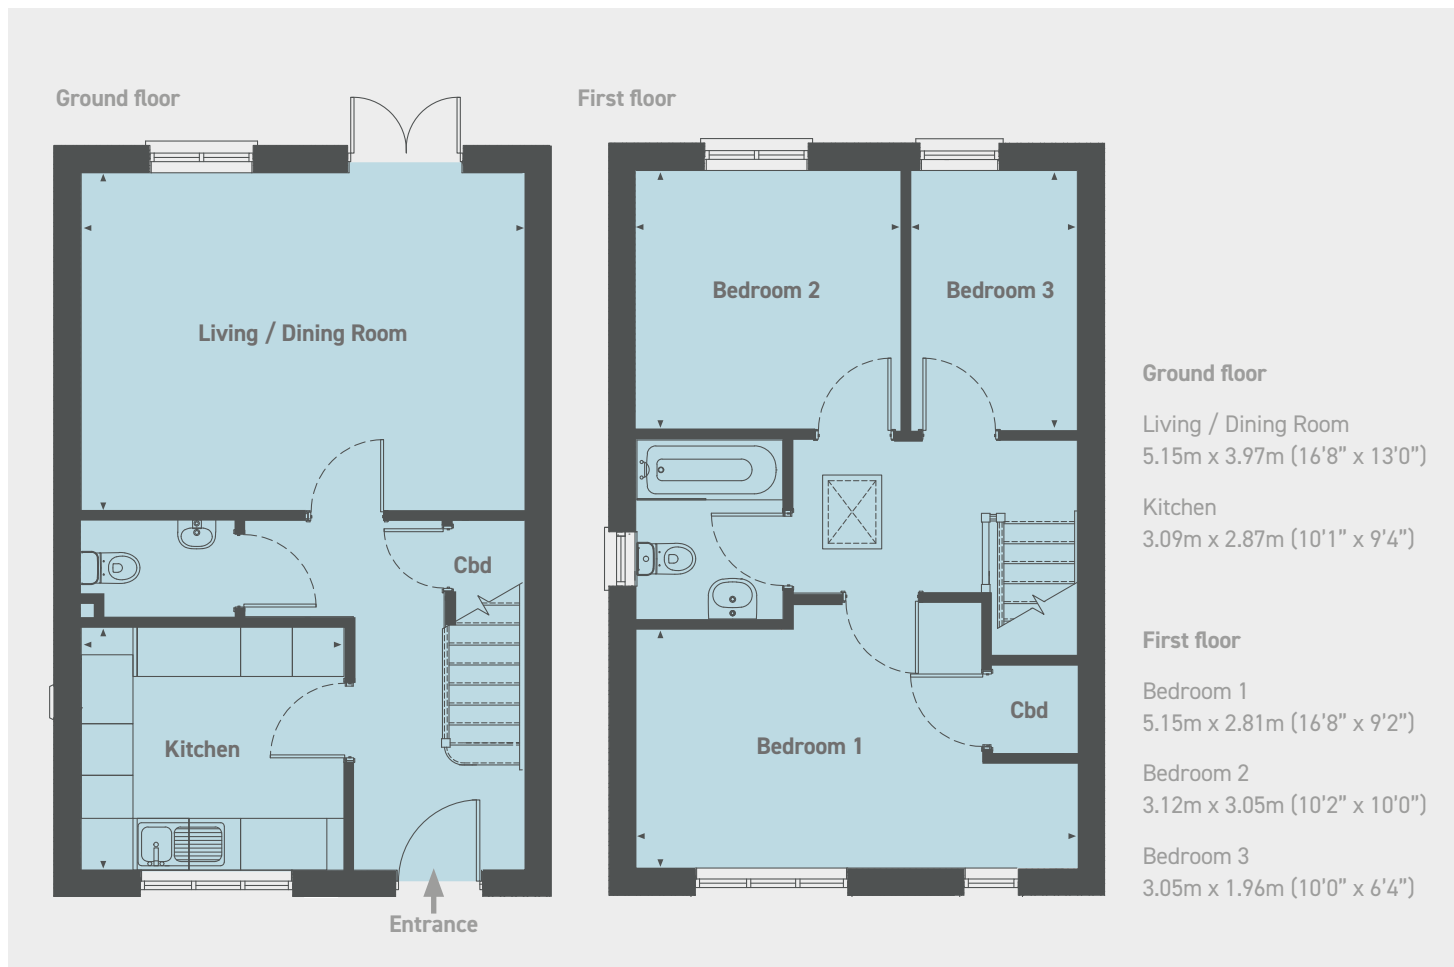 Ground floor
First floor
Living / Dining Room
Bedroom 2
Bedroom 3
Cbd
Kitchen
Bedroom 1
Cbd
Entrance
Ground floor
Living / Dining Room
5.15m x 3.97m (16'8” x 13'0”)
Kitchen
3.09m x 2.87m (10'1” x 9'4”)
First floor
Bedroom 1
5.15m x 2.81m (16'8” x 9'2”)
Bedroom 2
3.12m x 3.05m (10'2” x 10'0”)
Bedroom 3
3.05m x 1.96m (10'0” x 6'4”)